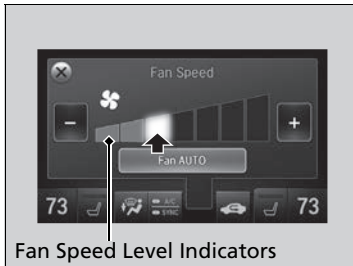 Fan Speed
-
+
Fan AUTO
73 A/C 73
SYNC
Fan Speed Level Indicators